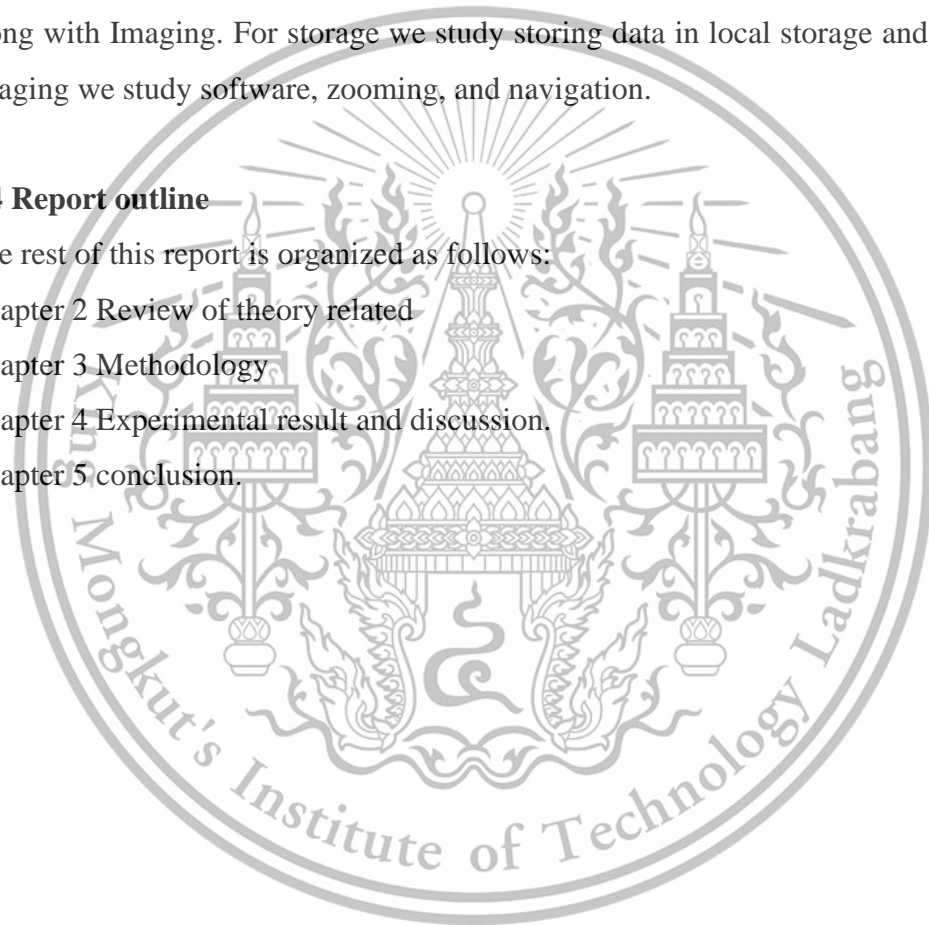 ong with Imaging. For storage we study storing data in local storage and
aging we study software, zooming, and navigation.
4 Report outline
e rest of this report is organized as follows:
apter 2 Review of theory related
apter 3 Methodology
apter 4 Experimental result and discussion.
apter 5 conclusion.
King Mongkut's Institute of Technology Ladkrabang